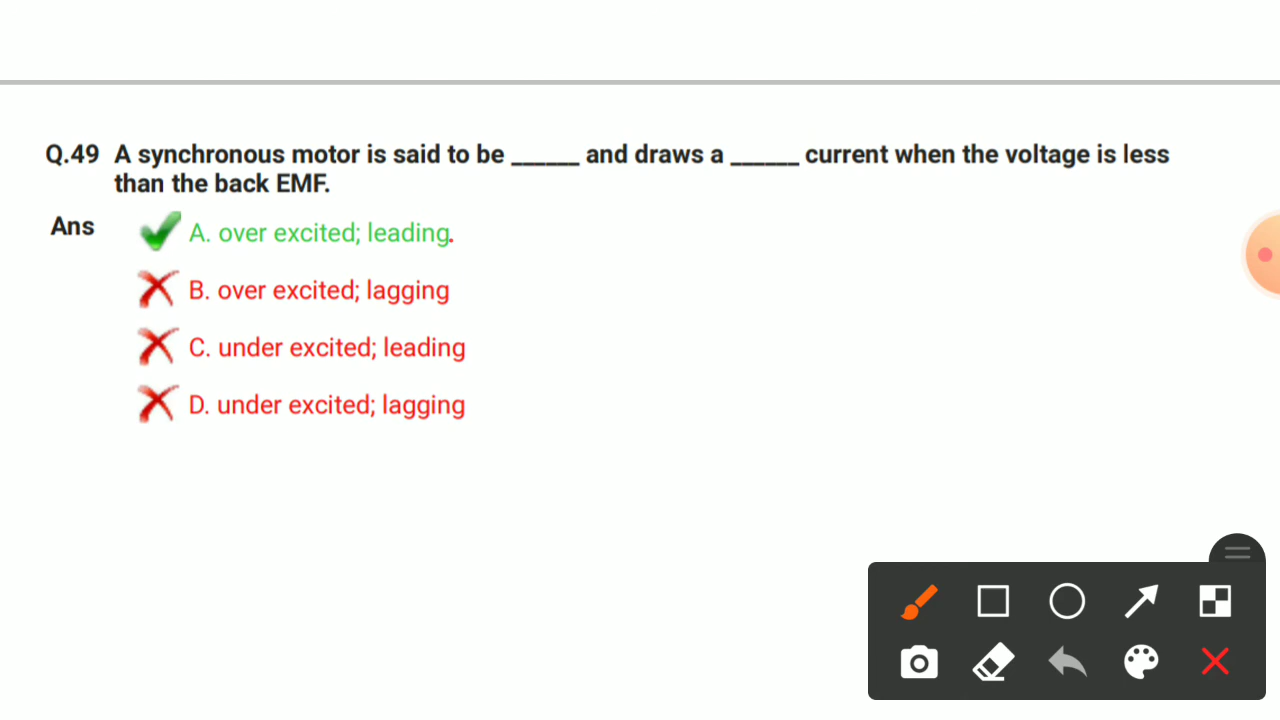 Q.49 A synchronous motor is said to be ______ and draws a ______ current when the voltage is less
than the back EMF.
Ans A. over excited; leading.
B. over excited; lagging
C. under excited; leading
D. under excited; lagging